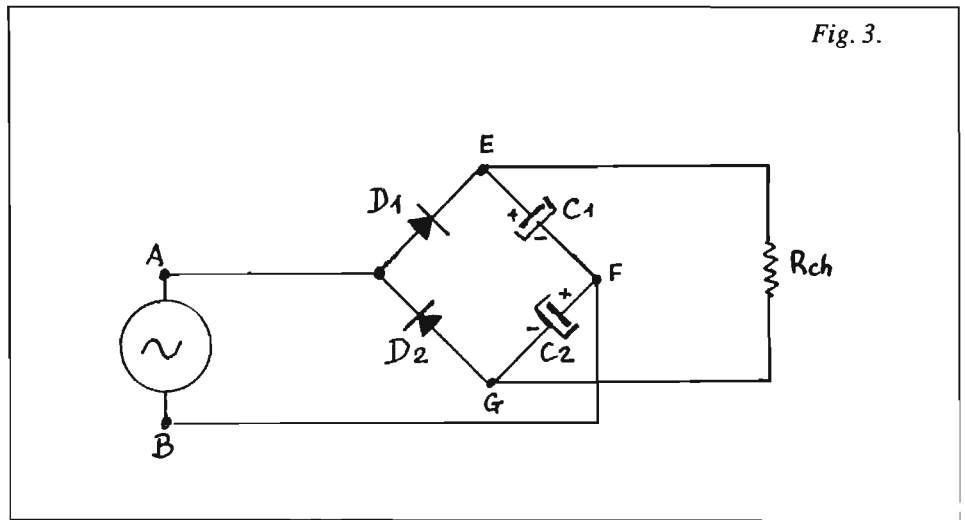 Fig. 3.
E
D1
+
C1
-
A
F
Rch
+
-
D2
C2
G
B